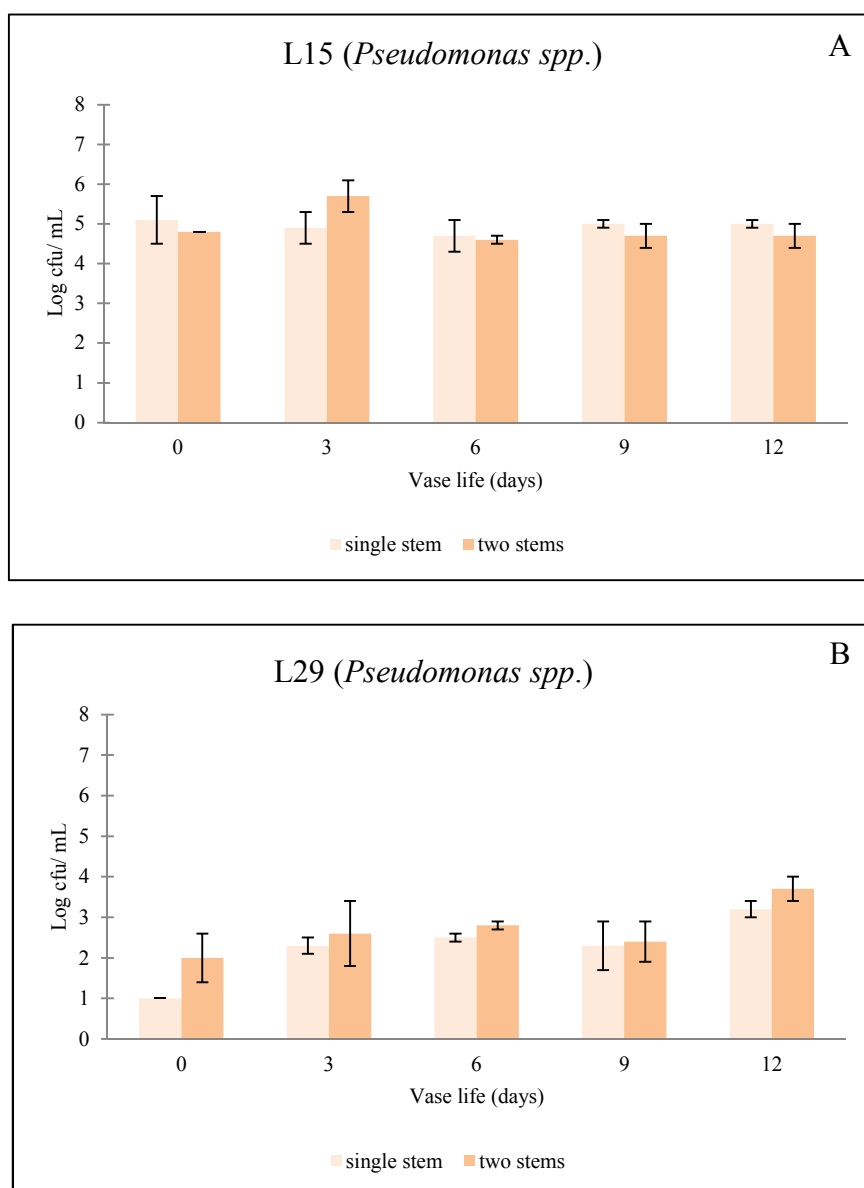 A
L15 (Pseudomonas spp.)
8
7
6
5
4
3
2
1
0
Log cfu/ mL
0 3 6 9 12
Vase life (days)
single stem two stems
B
L29 (Pseudomonas spp.)
8
7
6
5
4
3
2
1
0
Log cfu/ mL
0 3 6 9 12
Vase life (days)
single stem two stems